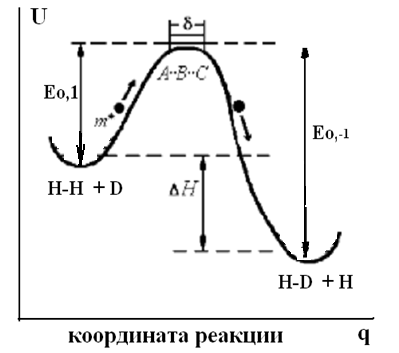 U
δ
A··B··C
Eo,1
m*
Eo,-1
H-H + D
ΔH
H-D + H
координата реакции q